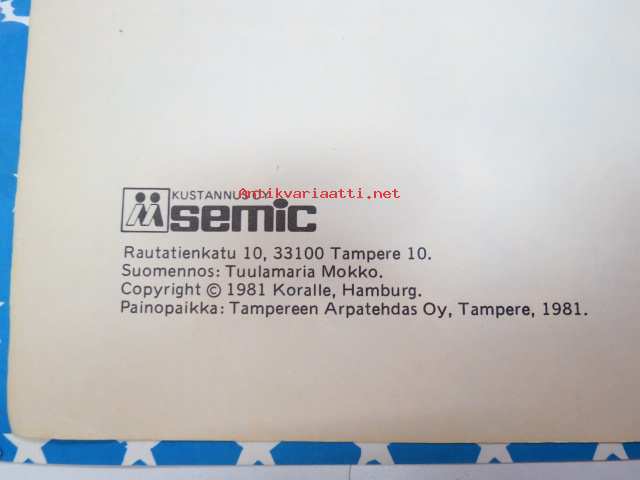 KUSTANNUS OY
Antikvariaatti.net
semic
Rautatienkatu 10, 33100 Tampere 10.
Suomennos: Tuulamaria Mokko.
Copyright © 1981 Koralle, Hamburg.
Painopaikka: Tampereen Arpatehdas Oy, Tampere, 1981.